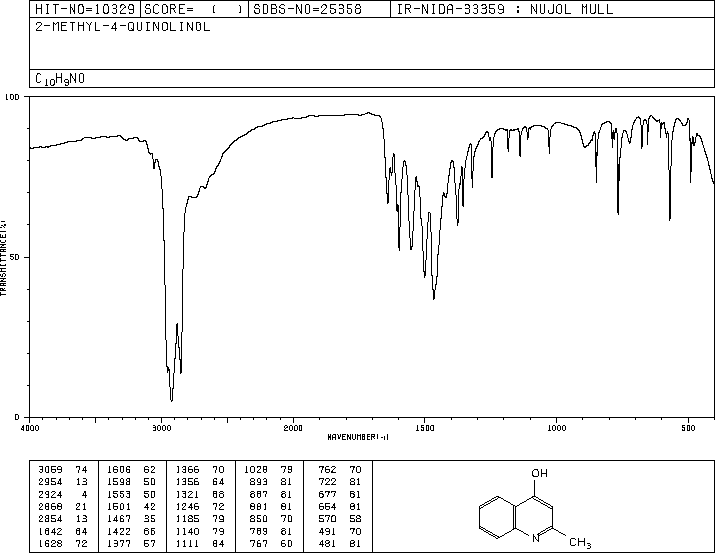 HIT-NO=10329 SCORE= ( ) SDBS-NO=25358 IR-NIDA-33359 : NUJOL MULL
2-METHYL-4-QUINOLINOL
C10H9NO
100
50
0
TRANSMITTANCE(%)
4000 3000 2000 1500 1000 500
WAVENUMBER(-1)
3069 74 1606 62 1366 70 1028 79 762 70
2954 13 1598 50 1356 64 893 81 722 81
2924 4 1553 50 1321 68 887 81 677 81
2868 21 1501 42 1246 72 881 81 654 81
2854 13 1467 35 1185 79 850 70 570 58
1642 64 1422 66 1140 79 789 81 491 70
1628 72 1377 57 1111 84 767 60 481 81
OH
N
CH3